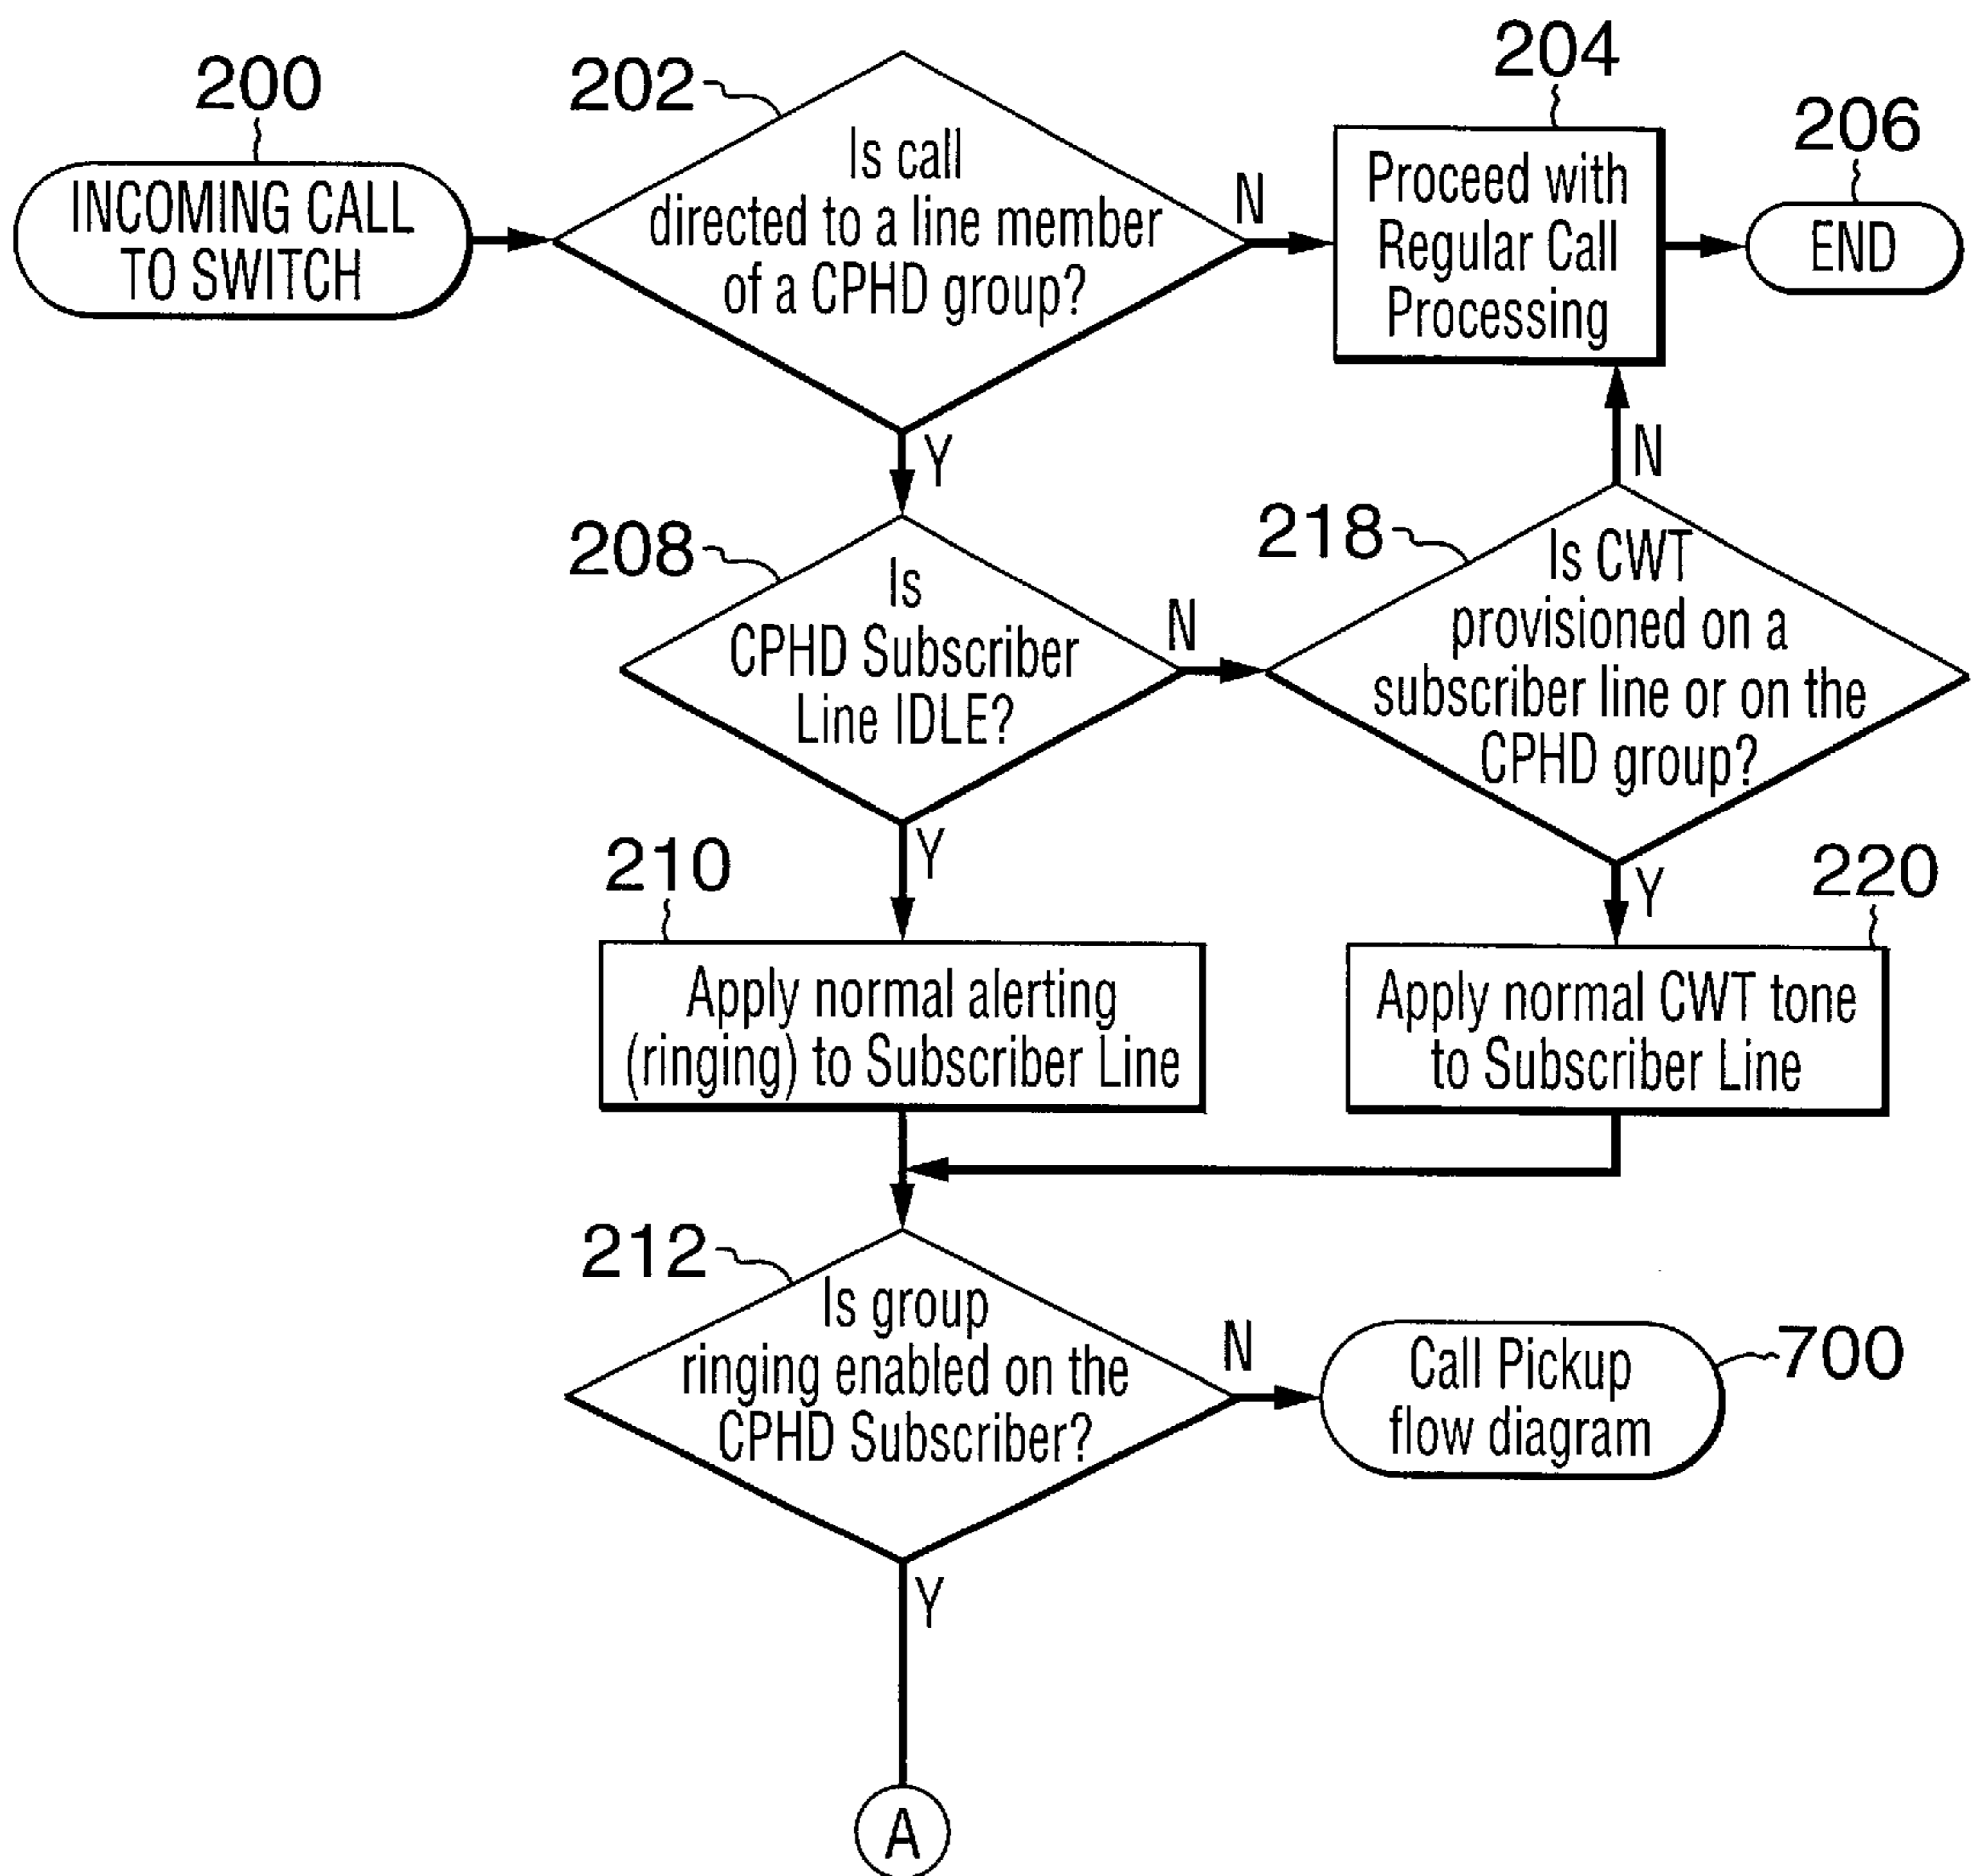 200
INCOMING CALL
TO SWITCH
202
Is call
directed to a line member
of a CPHD group?
N
204
Proceed with
Regular Call
Processing
206
END
Y
208
Is
CPHD Subscriber
Line IDLE?
N
218
Is CWT
provisioned on a
subscriber line or on the
CPHD group?
N
Y
210
Apply normal alerting
(ringing) to Subscriber Line
Y
220
Apply normal CWT tone
to Subscriber Line
212
Is group
ringing enabled on the
CPHD Subscriber?
N
700
Call Pickup
flow diagram
Y
A